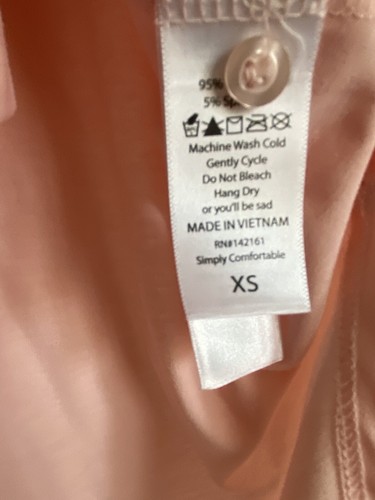 95%
5%
Machine Wash Cold
Gently Cycle
Do Not Bleach
Hang Dry
or you'll be sad
MADE IN VIETNAM
RN#142161
Simply Comfortable
XS